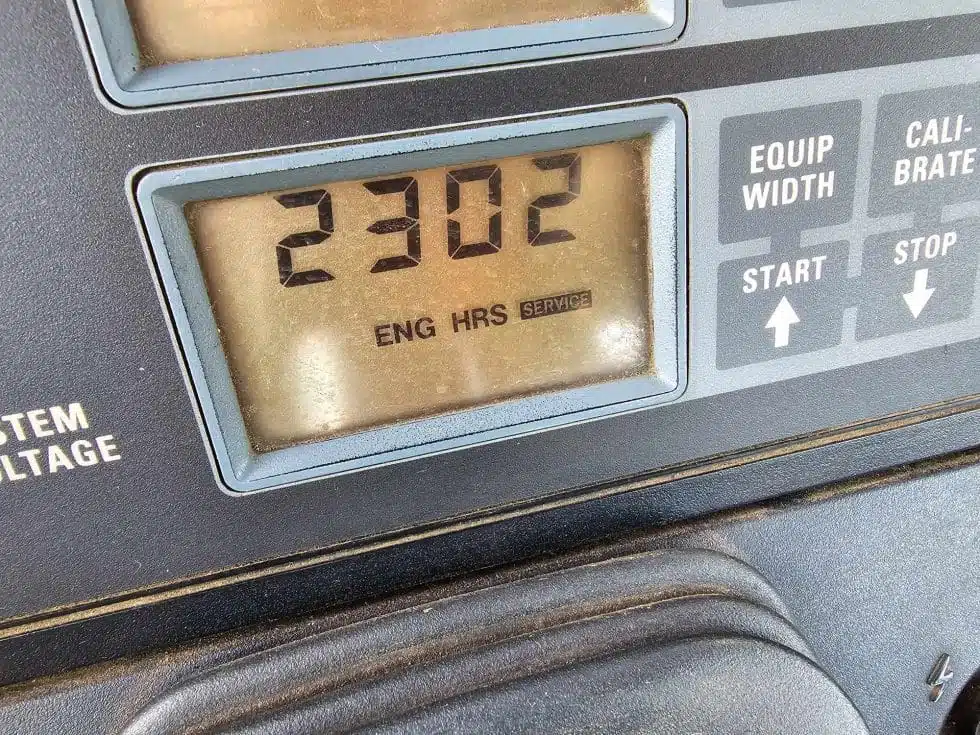 2302
ENG HRS SERVICE
EQUIP
WIDTH
CALI-
BRATE
START
STOP
STEM
LTAGE